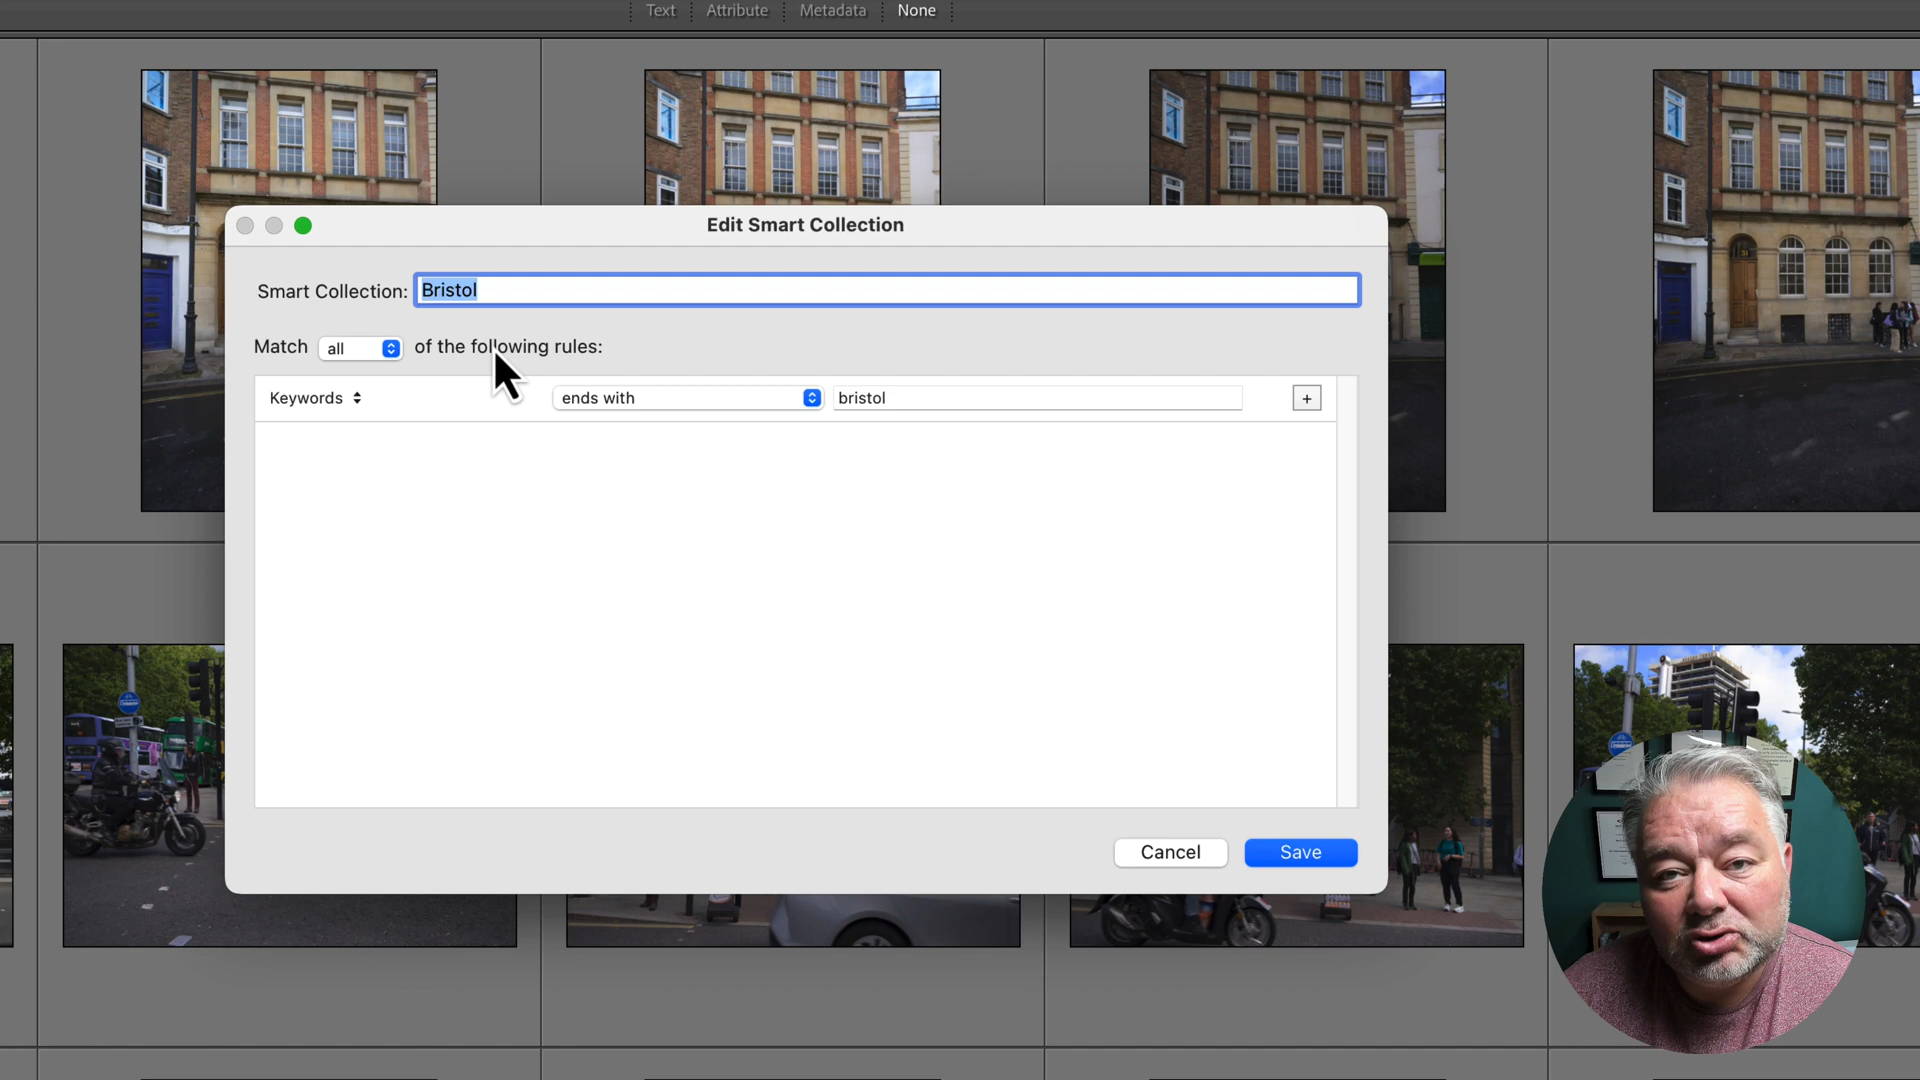 Text Attribute Metadata None
Edit Smart Collection
Smart Collection: Bristol
Match all of the following rules:
Keywords ends with bristol +
Cancel Save